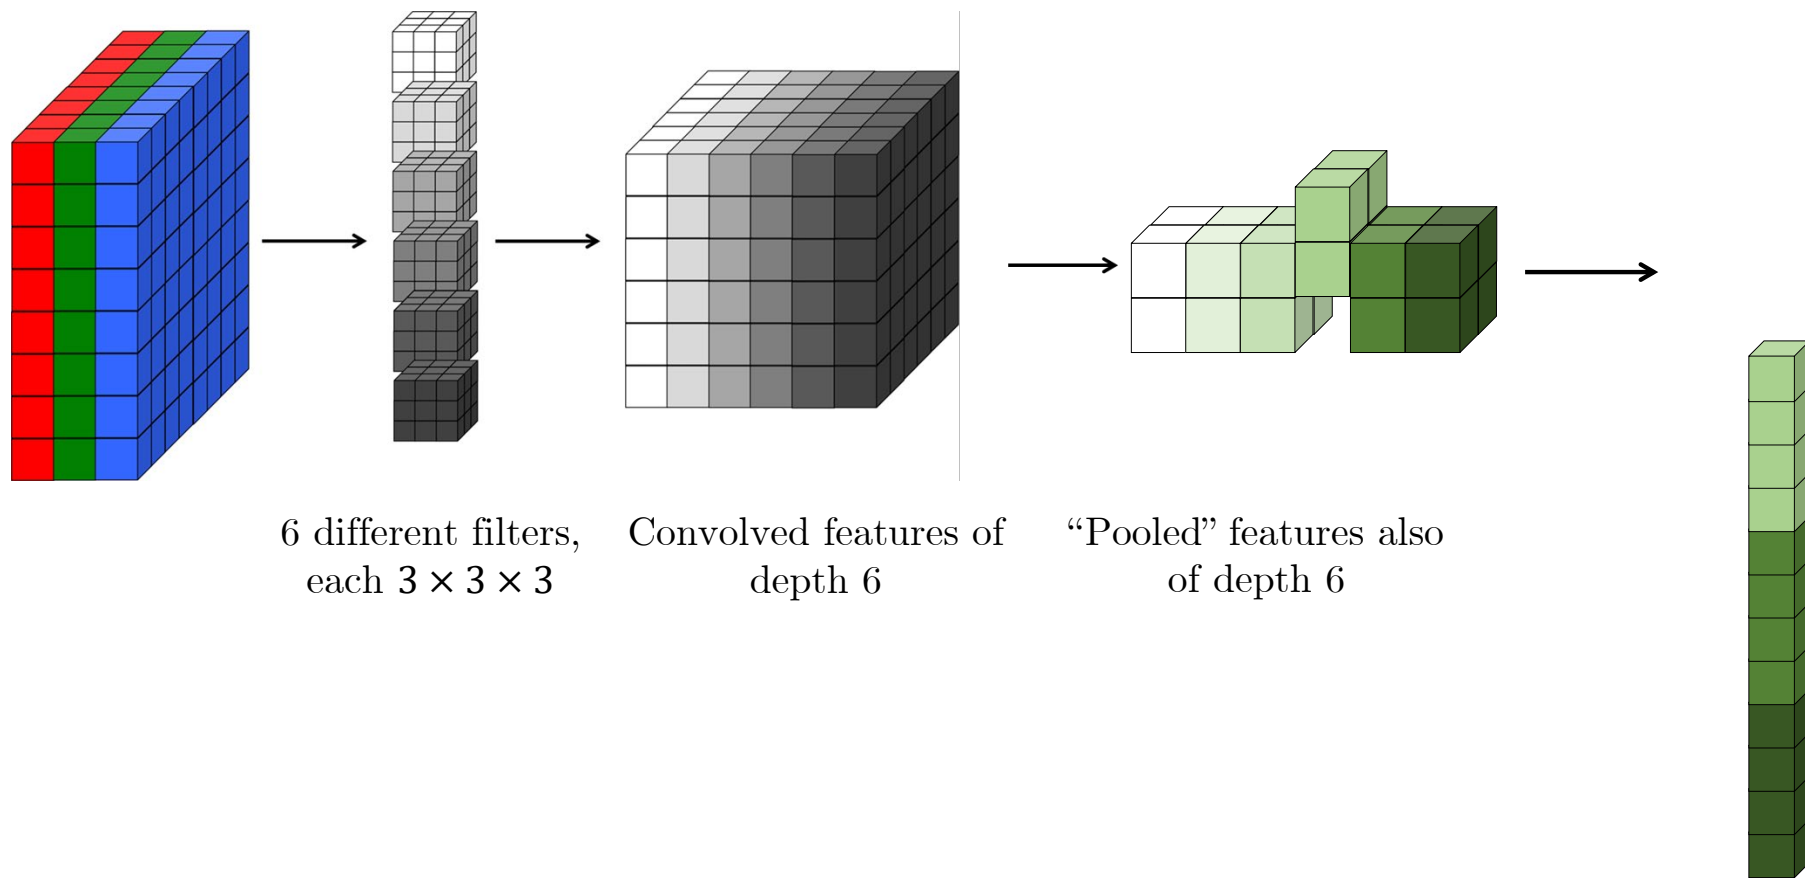 6 different filters,
each 3 × 3 × 3
Convolved features of
depth 6
“Pooled” features also
of depth 6